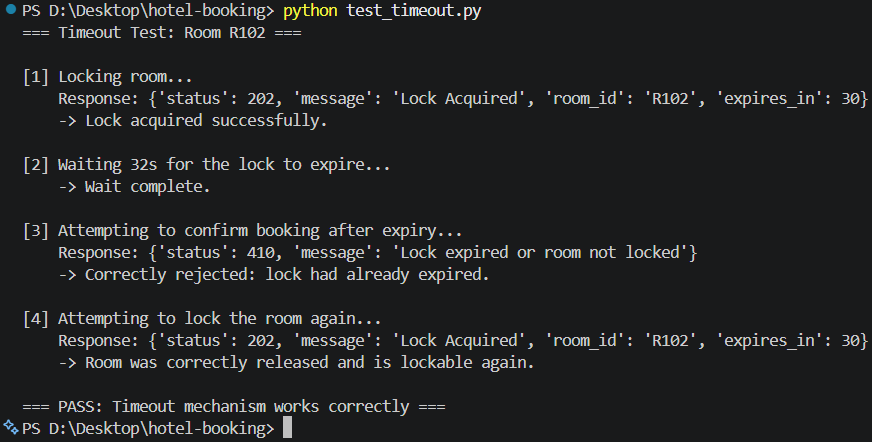 PS D:\Desktop\hotel-booking> python test_timeout.py
=== Timeout Test: Room R102 ===
[1] Locking room...
Response: {'status': 202, 'message': 'Lock Acquired', 'room_id': 'R102', 'expires_in': 30}
-> Lock acquired successfully.
[2] Waiting 32s for the lock to expire...
-> Wait complete.
[3] Attempting to confirm booking after expiry...
Response: {'status': 410, 'message': 'Lock expired or room not locked'}
-> Correctly rejected: lock had already expired.
[4] Attempting to lock the room again...
Response: {'status': 202, 'message': 'Lock Acquired', 'room_id': 'R102', 'expires_in': 30}
-> Room was correctly released and is lockable again.
=== PASS: Timeout mechanism works correctly ===
PS D:\Desktop\hotel-booking>